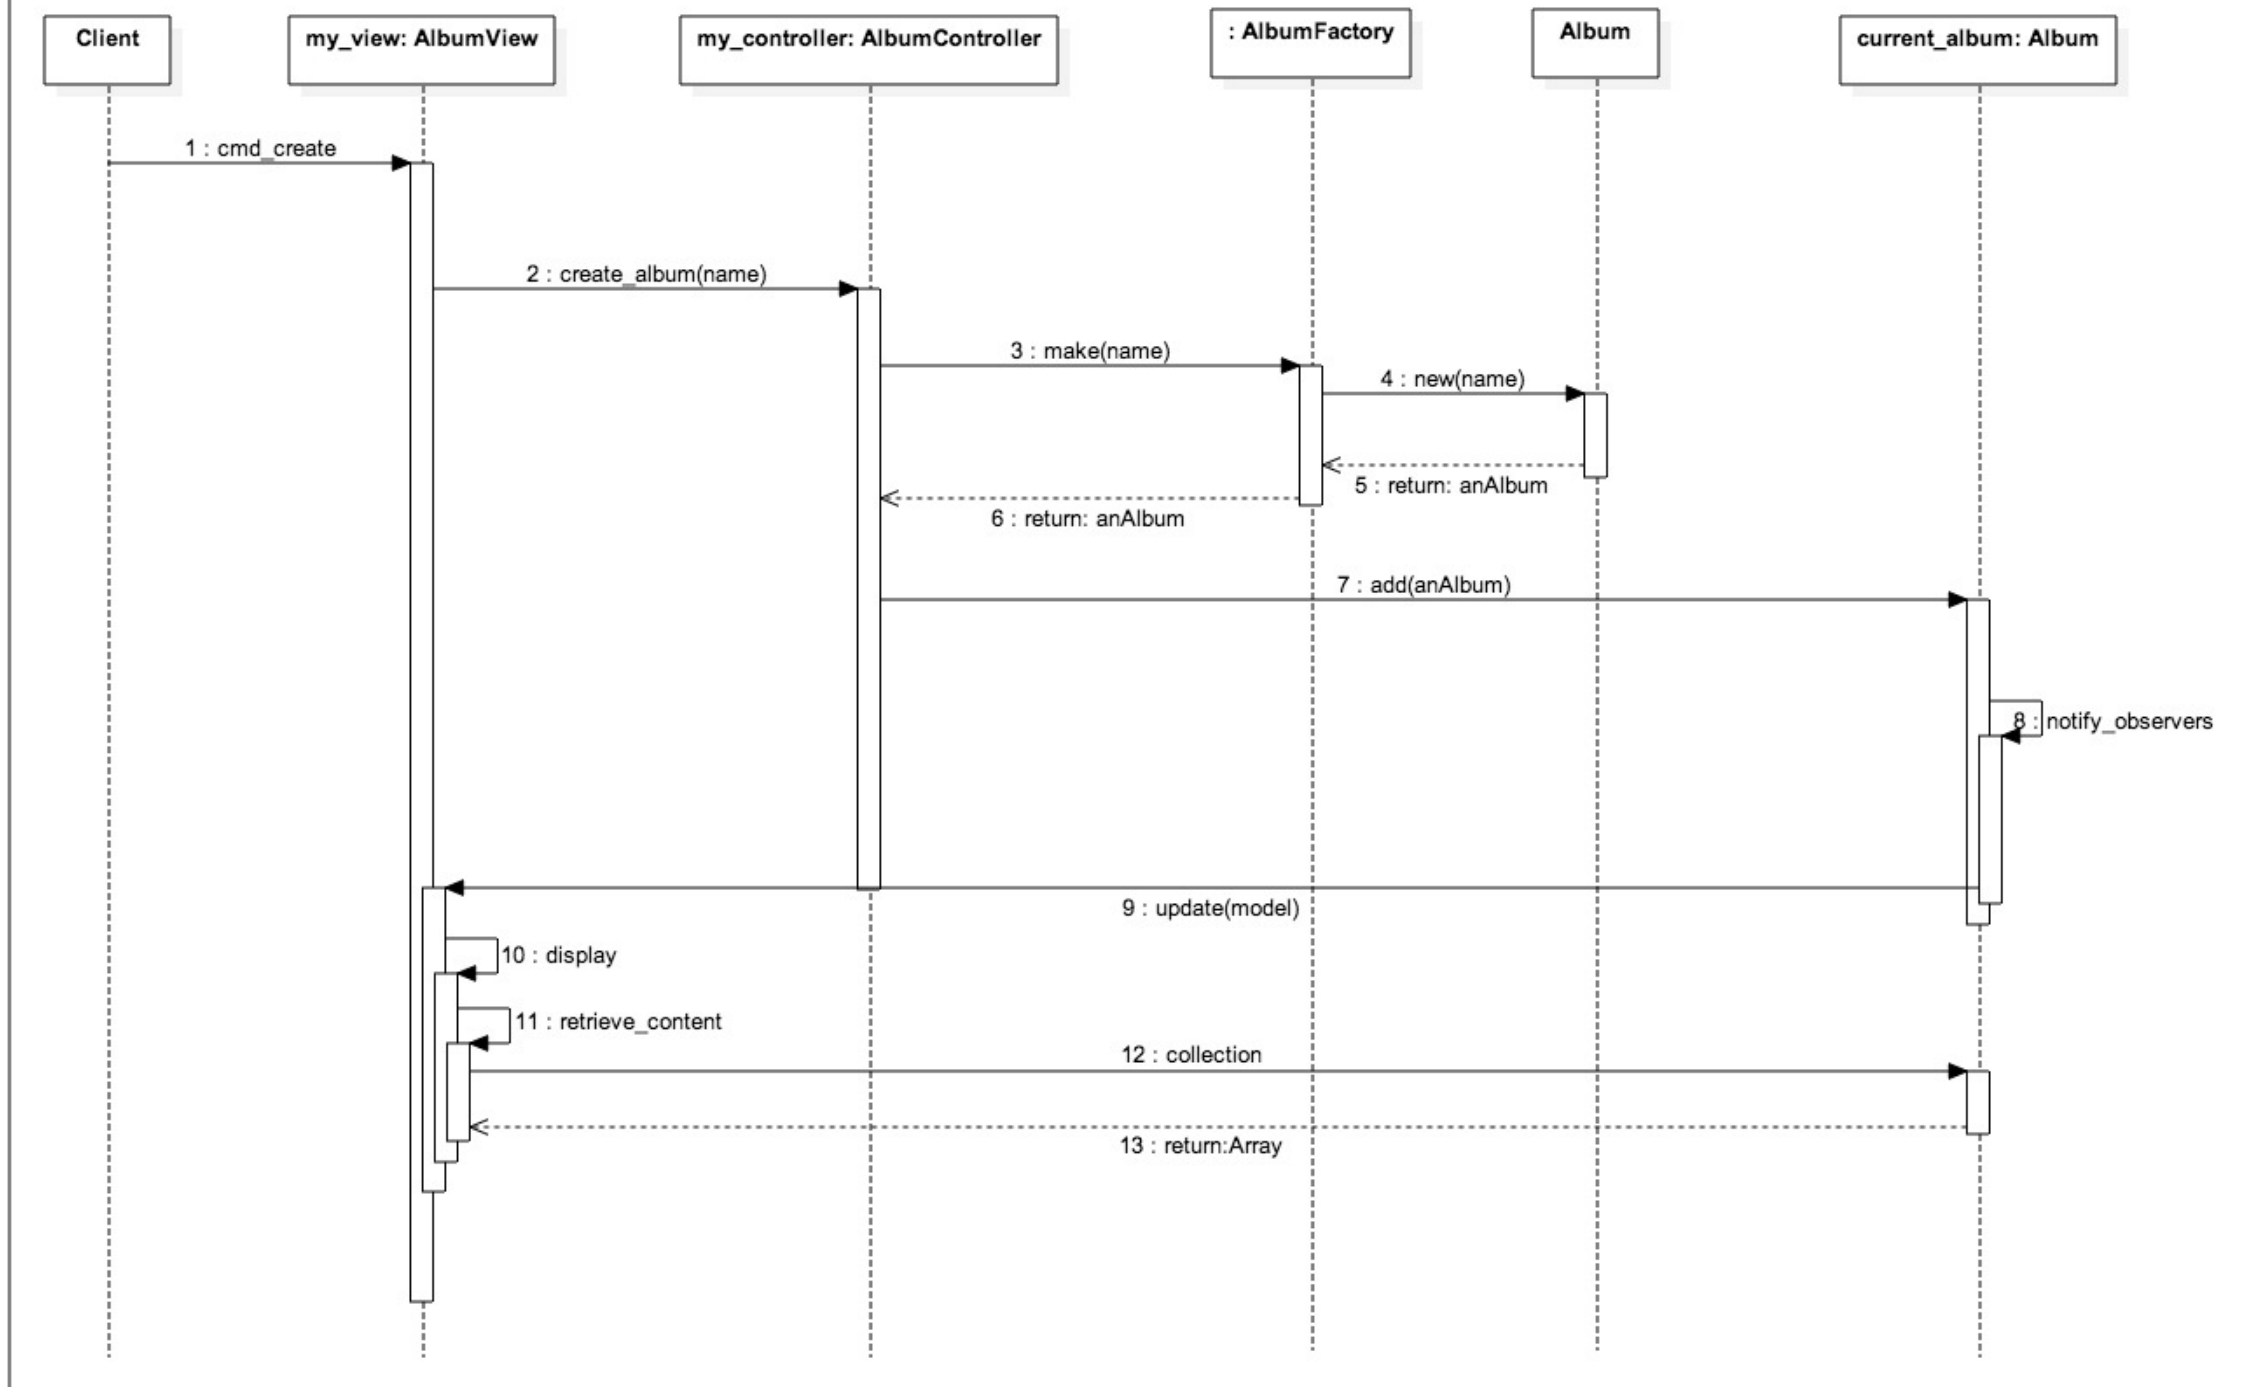 Client
my_view: AlbumView
my_controller: AlbumController
: AlbumFactory
Album
current_album: Album
1 : cmd_create
2 : create_album(name)
3 : make(name)
4 : new(name)
5 : return: anAlbum
6 : return: anAlbum
7 : add(anAlbum)
8 : notify_observers
9 : update(model)
10 : display
11 : retrieve_content
12 : collection
13 : return:Array